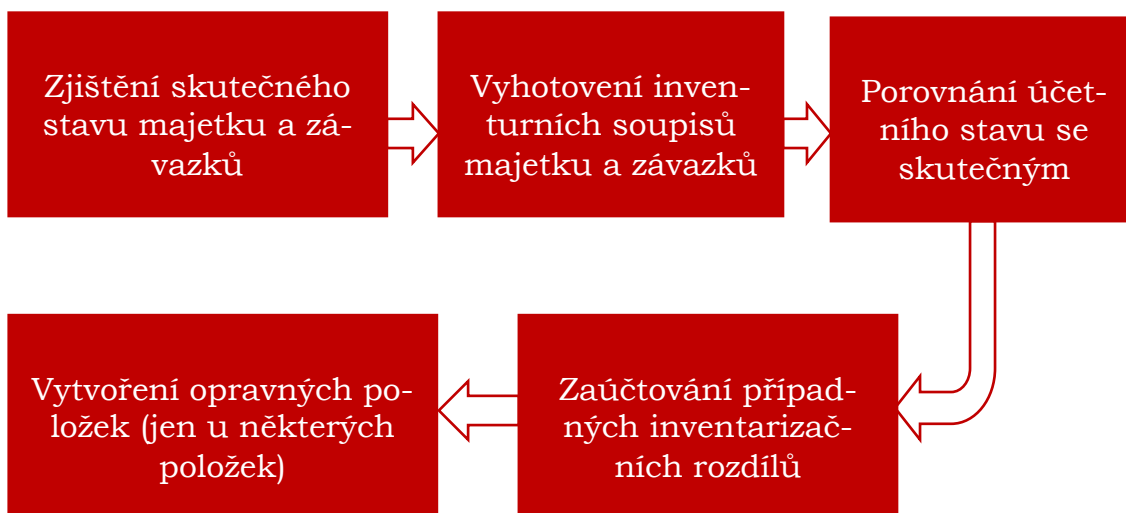 Zjištění skutečného
stavu majetku a zá-
vazků
Vyhotovení inven-
turních soupisů
majetku a závazků
Porovnání účet-
ního stavu se
skutečným
Zaúčtování případ-
ných inventarizač-
ních rozdílů
Vytvoření opravných po-
ložek (jen u některých
položek)